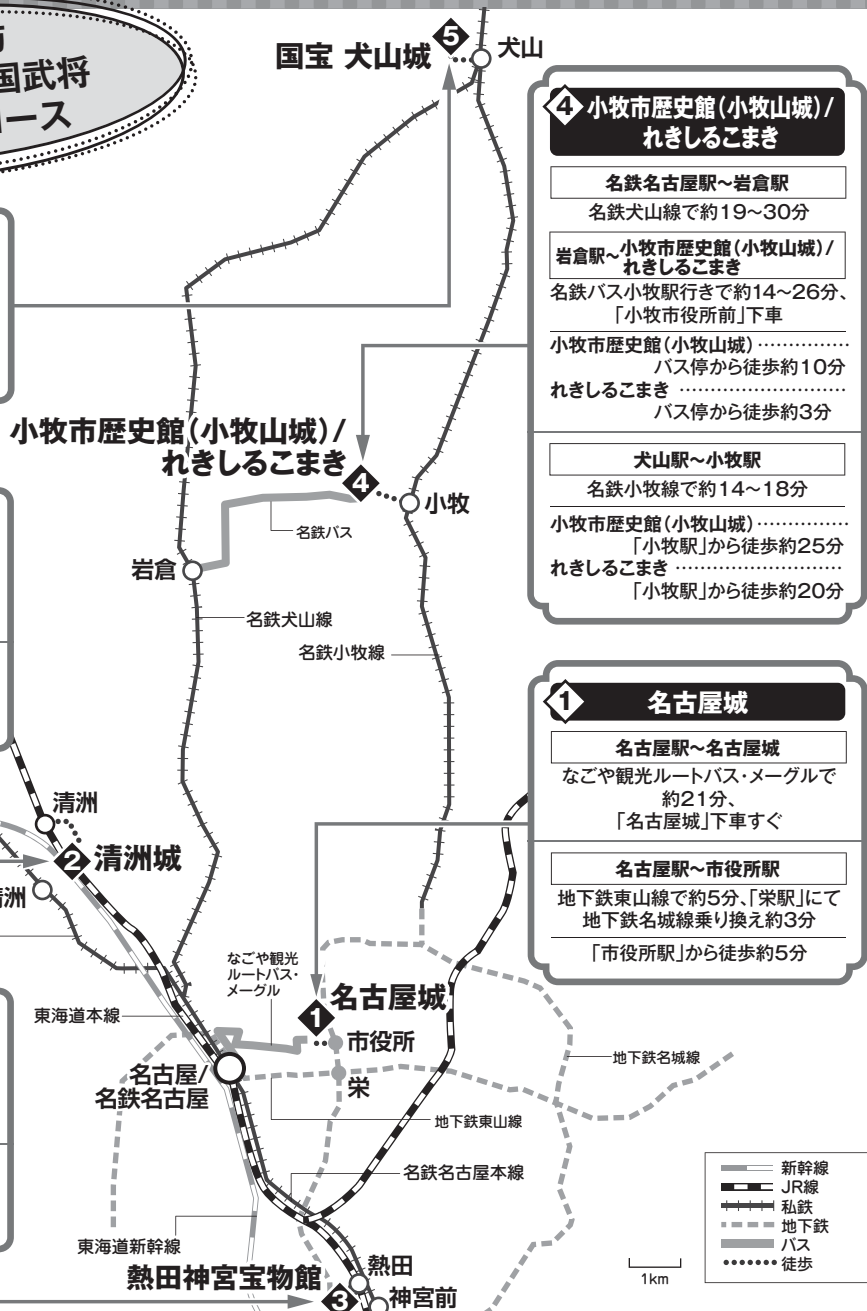 国武将
コース
国宝 犬山城
5
犬山
4 小牧市歴史館(小牧山城)/
れきしるこまき
名鉄名古屋駅~岩倉駅
名鉄犬山線で約19~30分
岩倉駅~小牧市歴史館(小牧山城)/
れきしるこまき
名鉄バス小牧駅行きで約14~26分、
「小牧市役所前」下車
小牧市歴史館(小牧山城)……………
バス停から徒歩約10分
れきしるこまき ………………………
バス停から徒歩約3分
犬山駅~小牧駅
名鉄小牧線で約14~18分
小牧市歴史館(小牧山城)……………
「小牧駅」から徒歩約25分
れきしるこまき ………………………
「小牧駅」から徒歩約20分
小牧市歴史館(小牧山城)/
れきしるこまき
4
小牧
名鉄バス
岩倉
名鉄犬山線
名鉄小牧線
1 名古屋城
名古屋駅~名古屋城
なごや観光ルートバス・メーグルで
約21分、
「名古屋城」下車すぐ
名古屋駅~市役所駅
地下鉄東山線で約5分、「栄駅」にて
地下鉄名城線乗り換え約3分
「市役所駅」から徒歩約5分
清洲
2 清洲城
洲
なごや観光
ルートバス・
メーグル
名古屋城
1
東海道本線
市役所
名古屋/
名鉄名古屋
栄
地下鉄名城線
地下鉄東山線
名鉄名古屋本線
東海道新幹線
熱田神宮宝物館
3
熱田
神宮前
1km
新幹線
JR線
私鉄
地下鉄
バス
徒歩